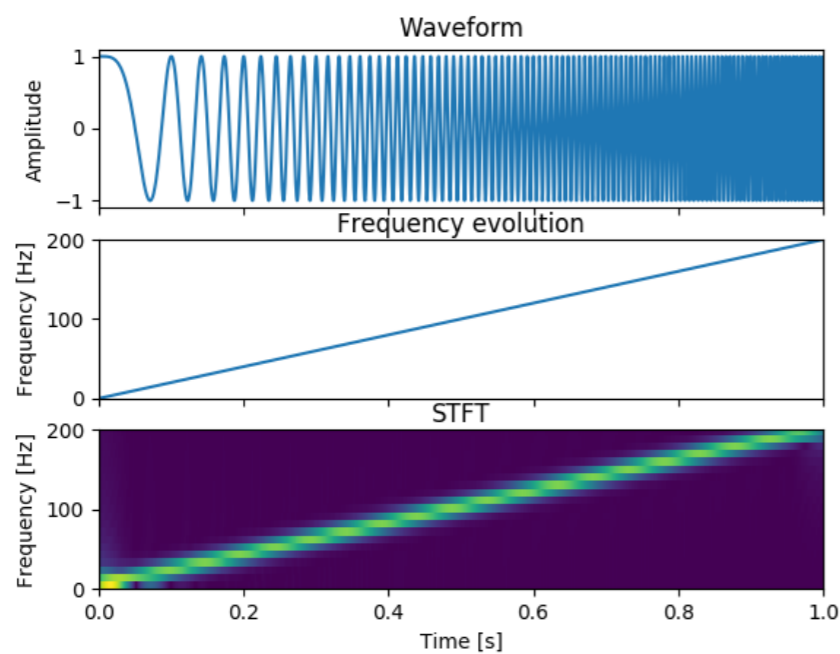 Waveform
Amplitude
1
0
−1
Frequency evolution
Frequency [Hz]
200
100
0
STFT
Frequency [Hz]
200
100
0
0.0 0.2 0.4 0.6 0.8 1.0
Time [s]